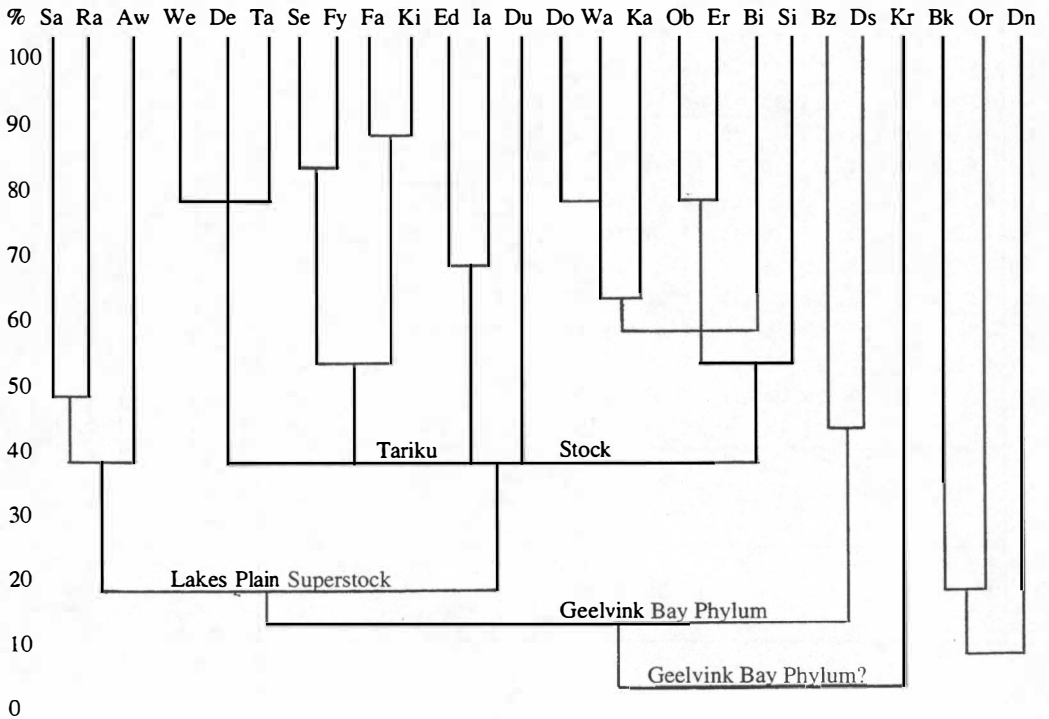 % Sa Ra Aw We De Ta Se Fy Fa Ki Ed Ia Du Do Wa Ka Ob Er Bi Si Bz Ds Kr Bk Or Dn
100
90
80
70
60
50
40
Tariku Stock
30
20
Lakes Plain Superstock
Geelvink Bay Phylum
10
Geelvink Bay Phylum?
0